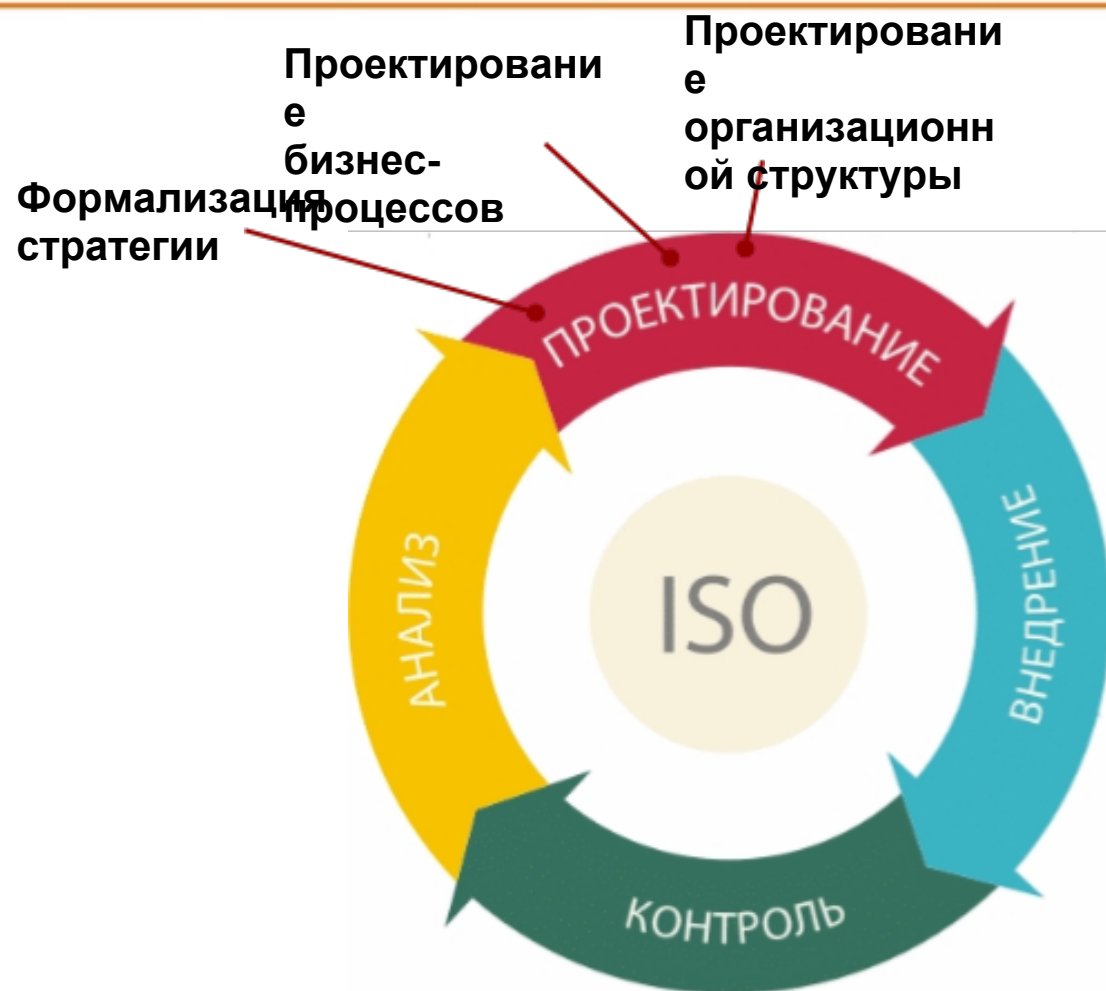 Проектировани
е
бизнес-
процессов
Проектировани
е
организационн
ой структуры
Формализация
стратегии
ПРОЕКТИРОВАНИЕ
ВНЕДРЕНИЕ
КОНТРОЛЬ
АНАЛИЗ
ISO